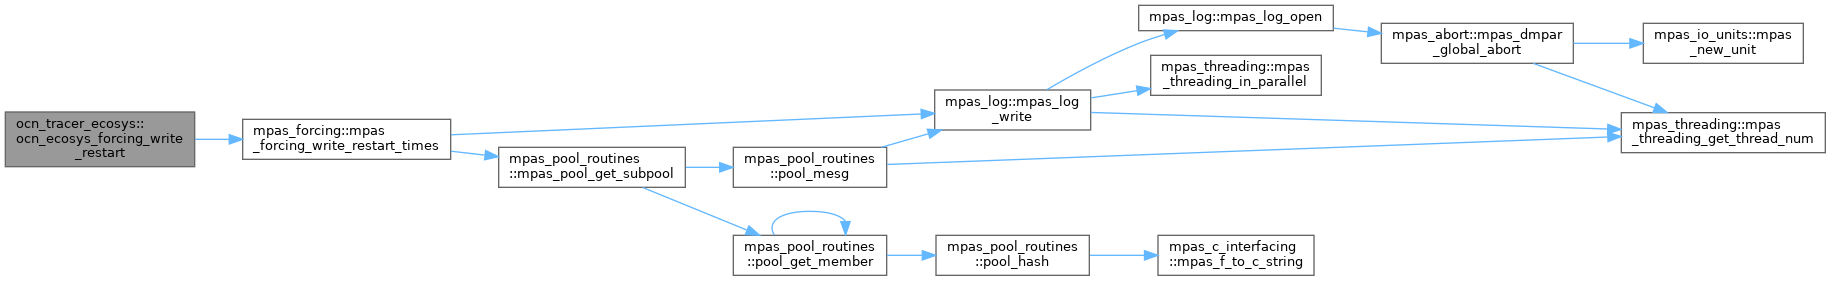 ocn_tracer_ecosys::
ocn_ecosys_forcing_write
_restart
mpas_forcing::mpas
_forcing_write_restart_times
mpas_pool_routines
::mpas_pool_get_subpool
mpas_pool_routines
::pool_mesg
mpas_pool_routines
::pool_get_member
mpas_log::mpas_log
_write
mpas_pool_routines
::pool_hash
mpas_log::mpas_log_open
mpas_threading::mpas
_threading_in_parallel
mpas_c_interfacing
::mpas_f_to_c_string
mpas_abort::mpas_dmpar
_global_abort
mpas_io_units::mpas
_new_unit
mpas_threading::mpas
_threading_get_thread_num